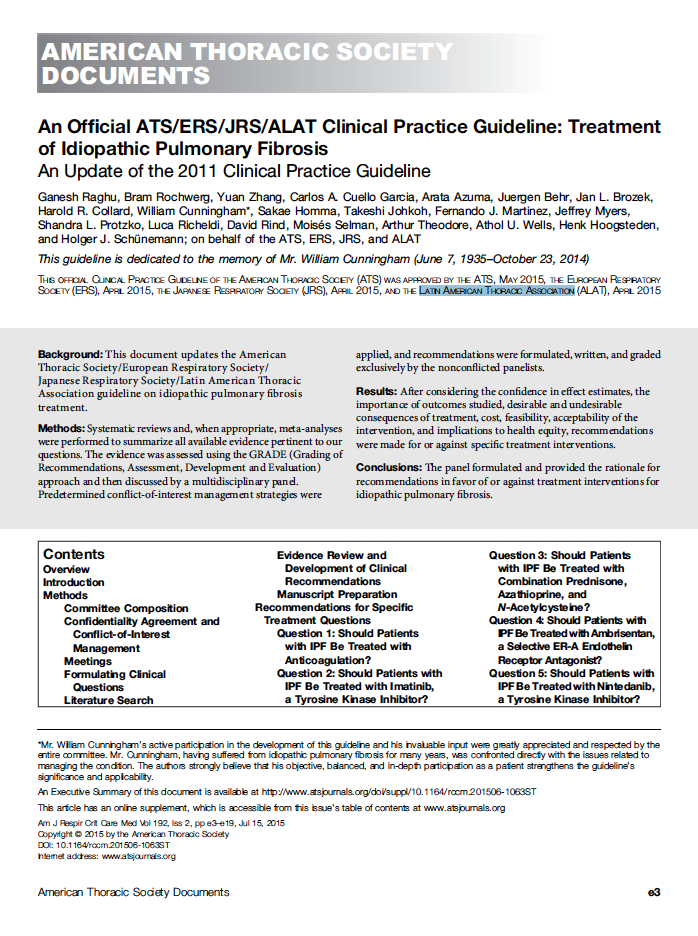 AMERICAN THORACIC SOCIETY
DOCUMENTS
An Official ATS/ERS/JRS/ALAT Clinical Practice Guideline: Treatment
of Idiopathic Pulmonary Fibrosis
An Update of the 2011 Clinical Practice Guideline
Ganesh Raghu, Bram Rochwerg, Yuan Zhang, Carlos A. Cuello Garcia, Arata Azuma, Juergen Behr, Jan L. Brozek,
Harold R. Collard, William Cunningham*, Sakae Homma, Takeshi Johkoh, Fernando J. Martinez, Jeffrey Myers,
Shandra L. Protzko, Luca Richeldi, David Rind, Moisés Selman, Arthur Theodore, Athol U. Wells, Henk Hoogsteden,
and Holger J. Schünemann; on behalf of the ATS, ERS, JRS, and ALAT
This guideline is dedicated to the memory of Mr. William Cunningham (June 7, 1935–October 23, 2014)
THIS OFFICIAL CLINICAL PRACTICE GUIDELINE OF THE AMERICAN THORACIC SOCIETY (ATS) WAS APPROVED BY THE ATS, MAY 2015, THE EUROPEAN RESPIRATORY
SOCIETY (ERS), APRIL 2015, THE JAPANESE RESPIRATORY SOCIETY (JRS), APRIL 2015, AND THE LATIN AMERICAN THORACIC ASSOCIATION (ALAT), APRIL 2015
Background: This document updates the American
Thoracic Society/European Respiratory Society/
Japanese Respiratory Society/Latin American Thoracic
Association guideline on idiopathic pulmonary fibrosis
treatment.
Methods: Systematic reviews and, when appropriate, meta-analyses
were performed to summarize all available evidence pertinent to our
questions. The evidence was assessed using the GRADE (Grading of
Recommendations, Assessment, Development and Evaluation)
approach and then discussed by a multidisciplinary panel.
Predetermined conflict-of-interest management strategies were
applied, and recommendations were formulated, written, and graded
exclusively by the nonconflicted panelists.
Results: After considering the confidence in effect estimates, the
importance of outcomes studied, desirable and undesirable
consequences of treatment, cost, feasibility, acceptability of the
intervention, and implications to health equity, recommendations
were made for or against specific treatment interventions.
Conclusions: The panel formulated and provided the rationale for
recommendations in favor of or against treatment interventions for
idiopathic pulmonary fibrosis.
Contents
Overview
Introduction
Methods
Committee Composition
Confidentiality Agreement and
Conflict-of-Interest
Management
Meetings
Formulating Clinical
Questions
Literature Search
Evidence Review and
Development of Clinical
Recommendations
Manuscript Preparation
Recommendations for Specific
Treatment Questions
Question 1: Should Patients
with IPF Be Treated with
Anticoagulation?
Question 2: Should Patients with
IPF Be Treated with Imatinib,
a Tyrosine Kinase Inhibitor?
Question 3: Should Patients
with IPF Be Treated with
Combination Prednisone,
Azathioprine, and
N-Acetylcysteine?
Question 4: Should Patients with
IPF Be Treated with Ambrisentan,
a Selective ER-A Endothelin
Receptor Antagonist?
Question 5: Should Patients with
IPF Be Treated with Nintedanib,
a Tyrosine Kinase Inhibitor?
*Mr. William Cunningham's active participation in the development of this guideline and his invaluable input were greatly appreciated and respected by the
entire committee. Mr. Cunningham, having suffered from idiopathic pulmonary fibrosis for many years, was confronted directly with the issues related to
managing the condition. The authors strongly believe that his objective, balanced, and in-depth participation as a patient strengthens the guideline's
significance and applicability.
An Executive Summary of this document is available at http://www.atsjournals.org/doi/suppl/10.1164/rccm.201506-1063ST
This article has an online supplement, which is accessible from this issue's table of contents at www.atsjournals.org
Am J Respir Crit Care Med Vol 192, Iss 2, pp e3–e19, Jul 15, 2015
Copyright © 2015 by the American Thoracic Society
DOI: 10.1164/rccm.201506-1063ST
Internet address: www.atsjournals.org
American Thoracic Society Documents
e3